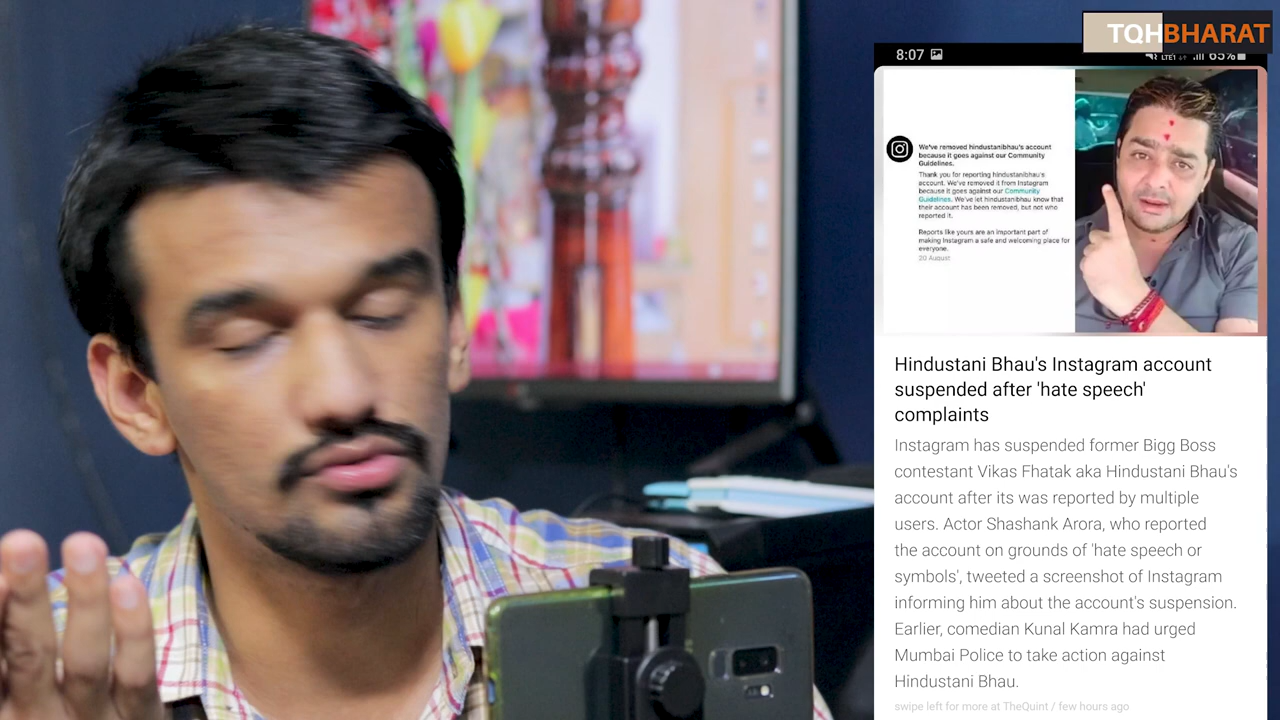 TQHBHARAT
8:07
LTE1
65%
We've removed hindustanibhau's account
because it goes against our Community
Guidelines.
Thank you for reporting hindustanibhau's
account. We've removed it from Instagram
because it goes against our Community
Guidelines. We've let hindustanibhau know that
their account has been removed, but not who
reported it.
Reports like yours are an important part of
making Instagram a safe and welcoming place for
everyone.
20 August
Hindustani Bhau's Instagram account
suspended after 'hate speech'
complaints
Instagram has suspended former Bigg Boss
contestant Vikas Fhatak aka Hindustani Bhau's
account after its was reported by multiple
users. Actor Shashank Arora, who reported
the account on grounds of 'hate speech or
symbols', tweeted a screenshot of Instagram
informing him about the account's suspension.
Earlier, comedian Kunal Kamra had urged
Mumbai Police to take action against
Hindustani Bhau.
swipe left for more at TheQuint / few hours ago